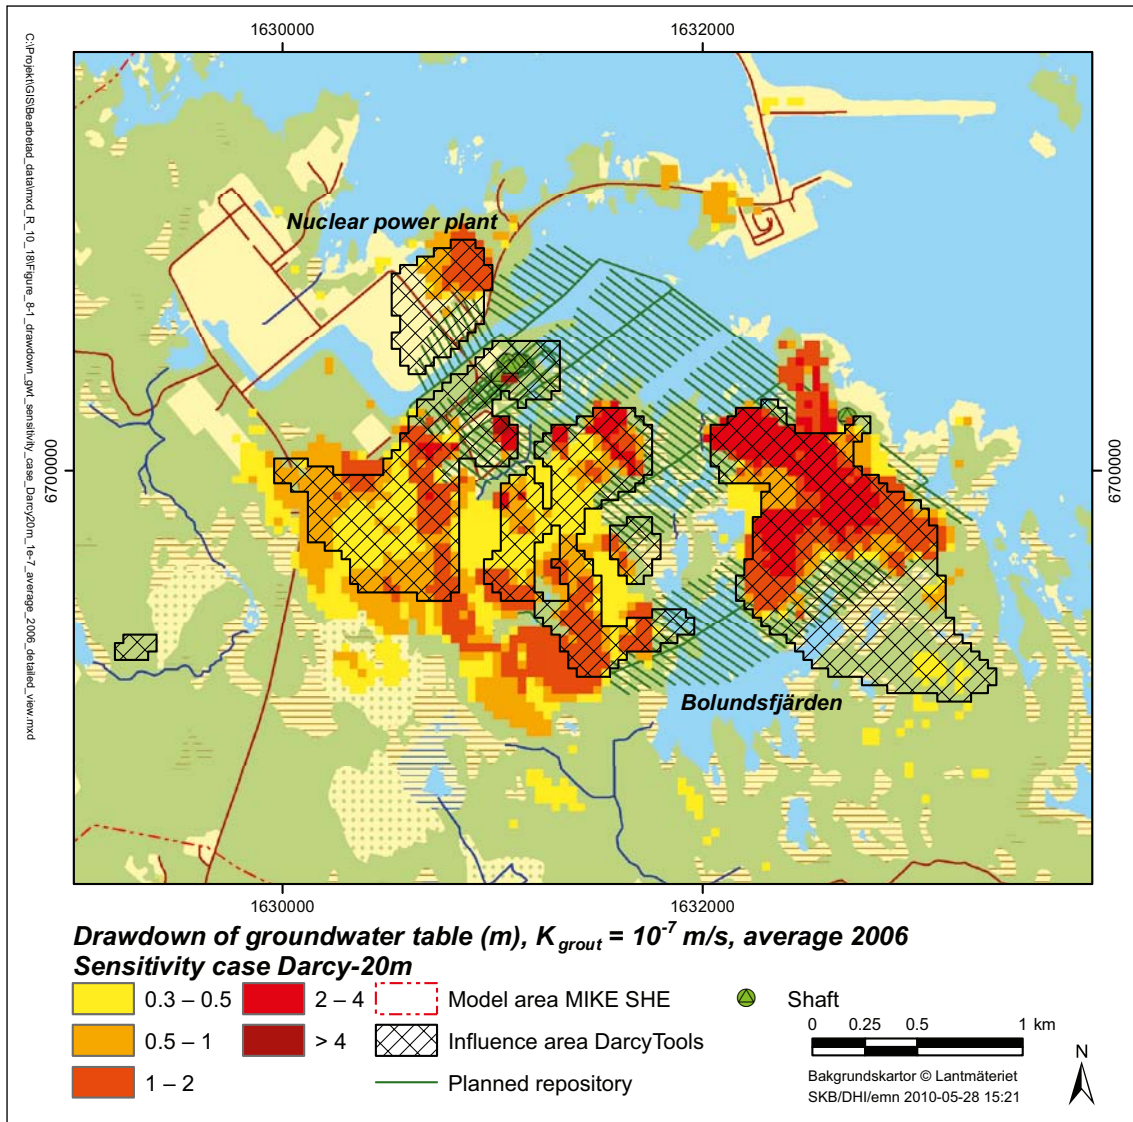 1630000 1632000
C:\Projekt\GIS\Bearbetad_data\mxd_R_10_18\Figure_8-1_drawdown_gwt_sensitivity_case_Darcy20m_1e-7_average_2006_detailed_view.mxd
Nuclear power plant
6700000 6700000
Bolundsfjärden
1630000 1632000
Drawdown of groundwater table (m), K grout = 10-7 m/s, average 2006
Sensitivity case Darcy-20m
0.3 – 0.5 2 – 4 Model area MIKE SHE Shaft
0.5 – 1 > 4 Influence area DarcyTools
1 – 2 Planned repository
0 0.25 0.5 1 km
Bakgrundskartor © Lantmäteriet
SKB/DHI/emn 2010-05-28 15:21
N